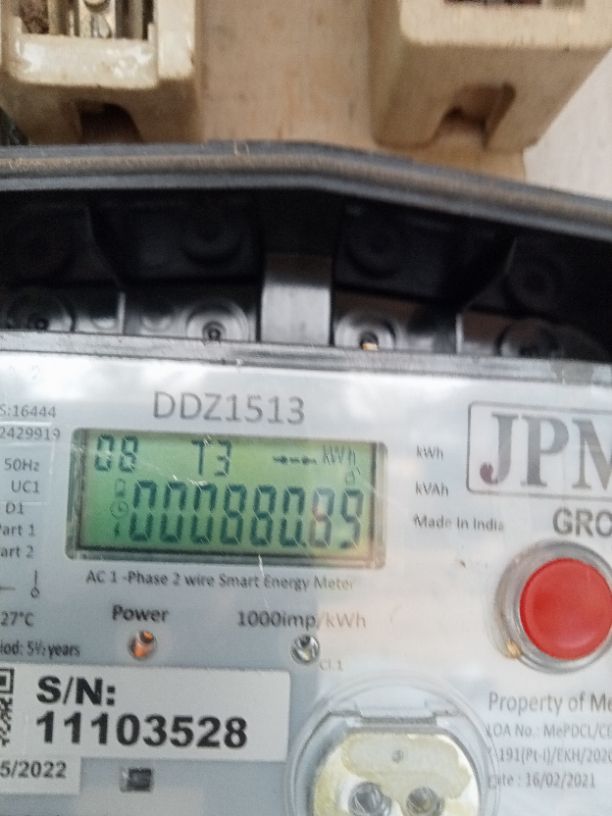 DDZ1513
S:16444
2429919
50Hz
UC1
D1
Part 1
Part 2
27°C
iod: 5½ years
08 T3 kWh
00088089
kWh
kVAh
Made In India
JPM
GRO
AC 1 -Phase 2 wire Smart Energy Meter
Power
1000imp/kWh
Cl.1
S/N:
11103528
5/2022
Property of Me
LOA No.: MePDCL/CE
-191(Pt-I)/EKH/2020
Date : 16/02/2021